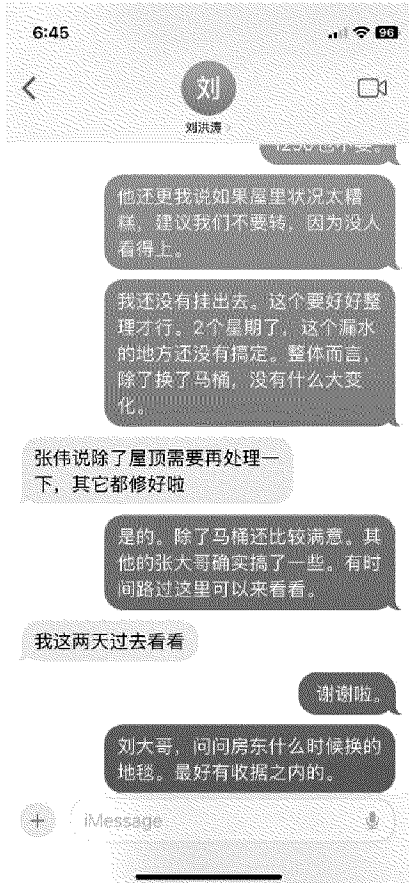 6:45
96
刘
刘洪涛
他还更我说如果屋里状况太糟
糕，建议我们不要转，因为没人
看得上。
我还没有挂出去。这个要好好整
理才行。2个星期了，这个漏水
的地方还没有搞定。整体而言，
除了换了马桶，没有什么大变
化。
张伟说除了屋顶需要再处理一
下，其它都修好啦
是的。除了马桶还比较满意。其
他的张大哥确实搞了一些。有时
间路过这里可以来看看。
我这两天过去看看
谢谢啦。
刘大哥，问问房东什么时候换的
地毯。最好有收据之内的。
iMessage